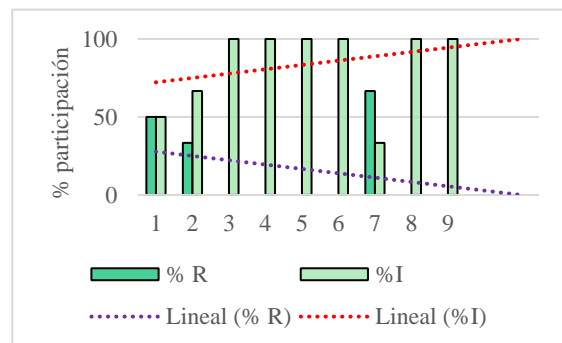 100
50
0
% participación
1 2 3 4 5 6 7 8 9
% R %I
Lineal (% R) Lineal (%I)